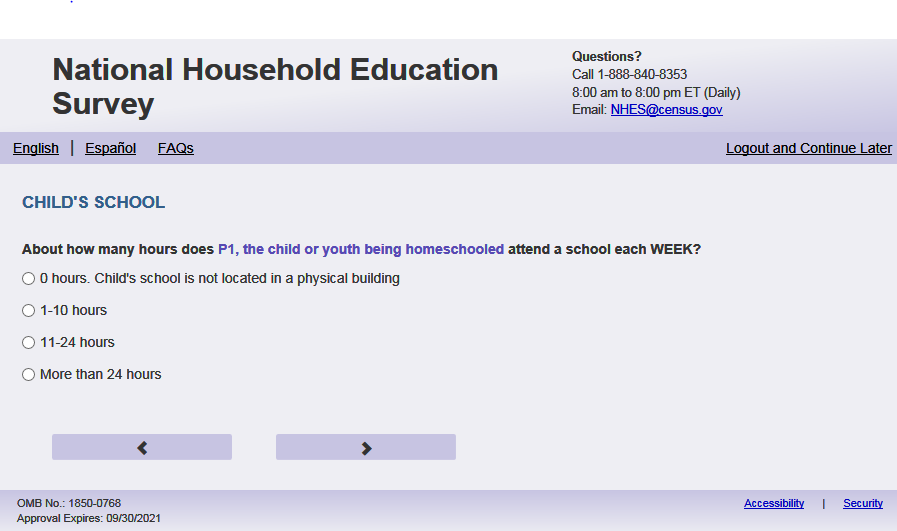 National Household Education
Survey
Questions?
Call 1-888-840-8353
8:00 am to 8:00 pm ET (Daily)
Email: NHES@census.gov
English | Español FAQs Logout and Continue Later
CHILD'S SCHOOL
About how many hours does P1, the child or youth being homeschooled attend a school each WEEK?
0 hours. Child's school is not located in a physical building
1-10 hours
11-24 hours
More than 24 hours
OMB No.: 1850-0768
Approval Expires: 09/30/2021
Accessibility | Security